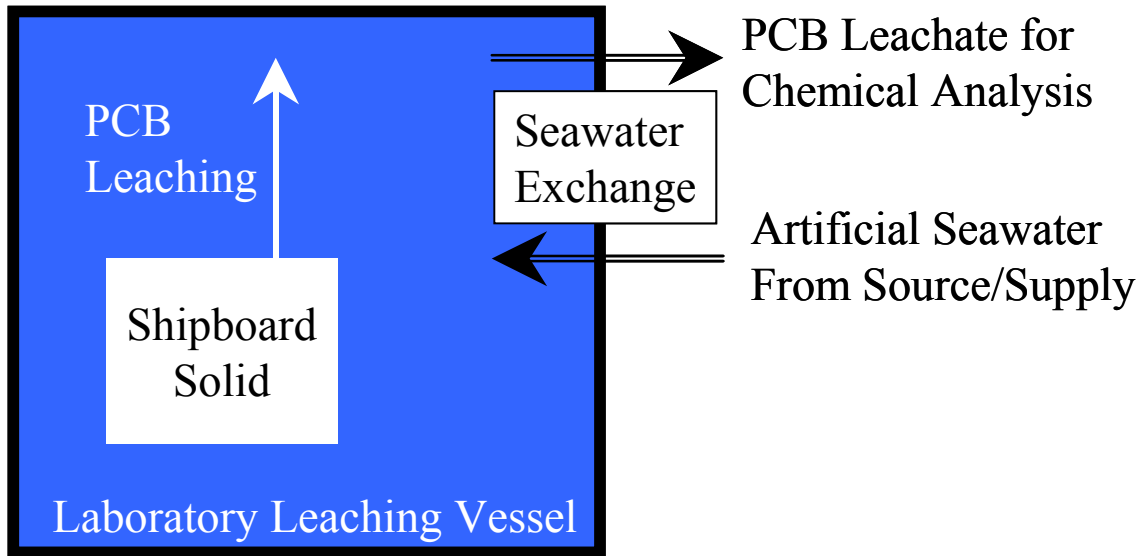 PCB Leachate for
Chemical Analysis
PCB
Leaching
Seawater
Exchange
Artificial Seawater
From Source/Supply
Shipboard
Solid
Laboratory Leaching Vessel